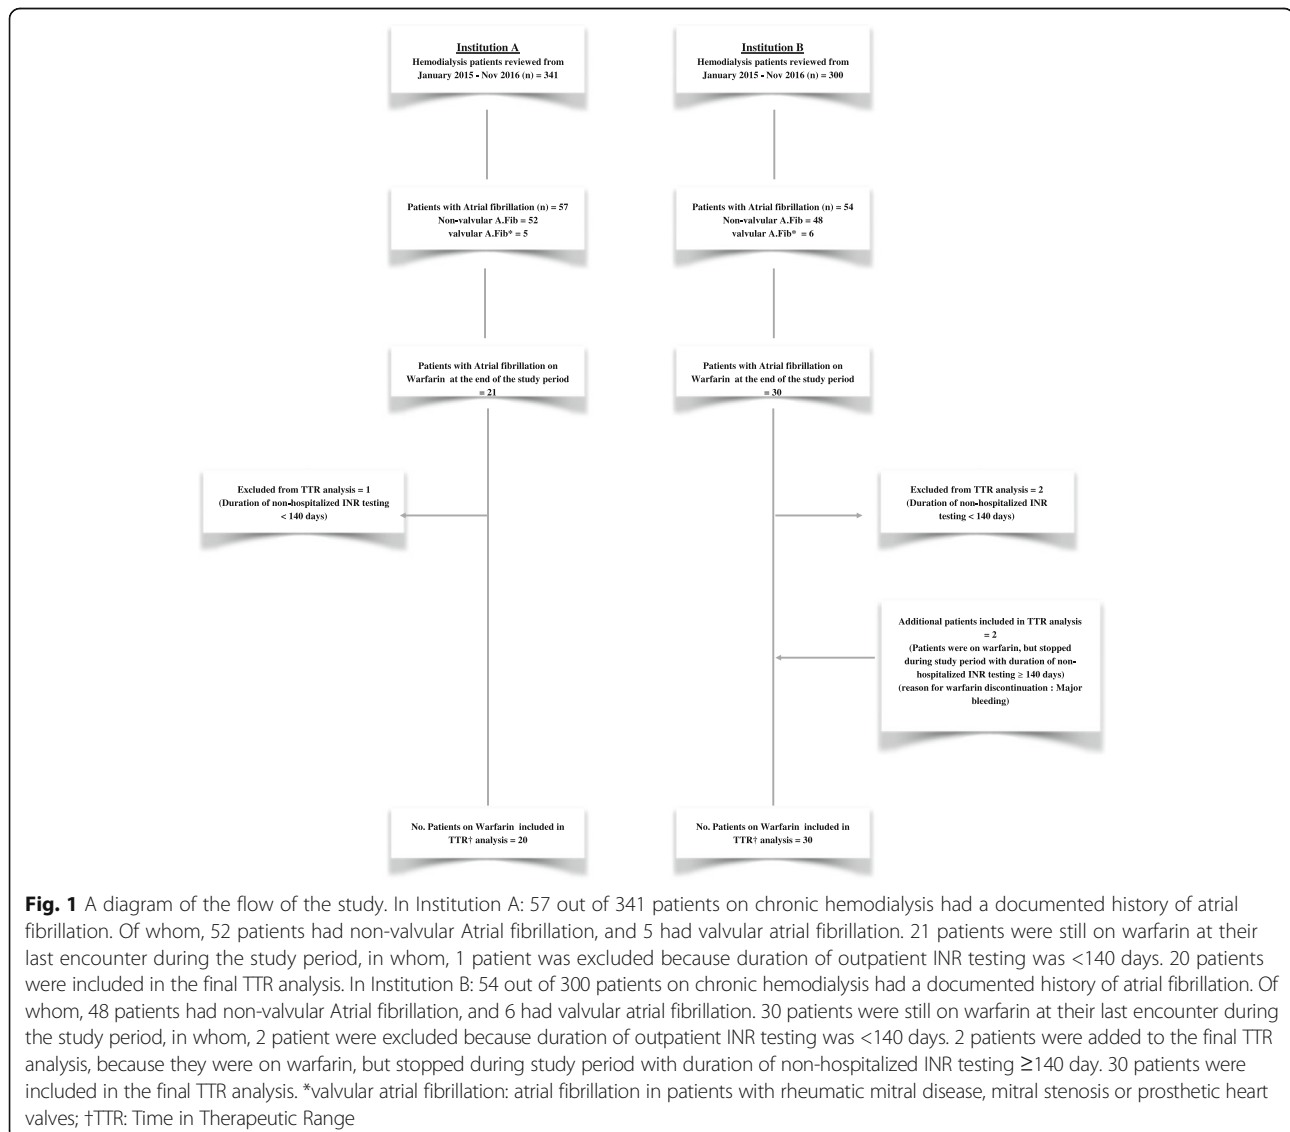 Institution A
Hemodialysis patients reviewed from
January 2015 - Nov 2016 (n) = 341
Institution B
Hemodialysis patients reviewed from
January 2015 - Nov 2016 (n) = 300
Patients with Atrial fibrillation (n) = 57
Non-valvular A.Fib = 52
valvular A.Fib* = 5
Patients with Atrial fibrillation (n) = 54
Non-valvular A.Fib = 48
valvular A.Fib* = 6
Patients with Atrial fibrillation on
Warfarin at the end of the study period
= 21
Patients with Atrial fibrillation on
Warfarin at the end of the study period
= 30
Excluded from TTR analysis = 1
(Duration of non-hospitalized INR testing
< 140 days)
Excluded from TTR analysis = 2
(Duration of non-hospitalized INR
testing < 140 days)
Additional patients included in TTR analysis
= 2
(Patients were on warfarin, but stopped
during study period with duration of non-
hospitalized INR testing ≥ 140 days)
(reason for warfarin discontinuation : Major
bleeding)
No. Patients on Warfarin included in
TTR† analysis = 20
No. Patients on Warfarin included in
TTR† analysis = 30
Fig. 1 A diagram of the flow of the study. In Institution A: 57 out of 341 patients on chronic hemodialysis had a documented history of atrial
fibrillation. Of whom, 52 patients had non-valvular Atrial fibrillation, and 5 had valvular atrial fibrillation. 21 patients were still on warfarin at their
last encounter during the study period, in whom, 1 patient was excluded because duration of outpatient INR testing was <140 days. 20 patients
were included in the final TTR analysis. In Institution B: 54 out of 300 patients on chronic hemodialysis had a documented history of atrial fibrillation. Of
whom, 48 patients had non-valvular Atrial fibrillation, and 6 had valvular atrial fibrillation. 30 patients were still on warfarin at their last encounter during
the study period, in whom, 2 patient were excluded because duration of outpatient INR testing was <140 days. 2 patients were added to the final TTR
analysis, because they were on warfarin, but stopped during study period with duration of non-hospitalized INR testing ≥140 day. 30 patients were
included in the final TTR analysis. *valvular atrial fibrillation: atrial fibrillation in patients with rheumatic mitral disease, mitral stenosis or prosthetic heart
valves; †TTR: Time in Therapeutic Range